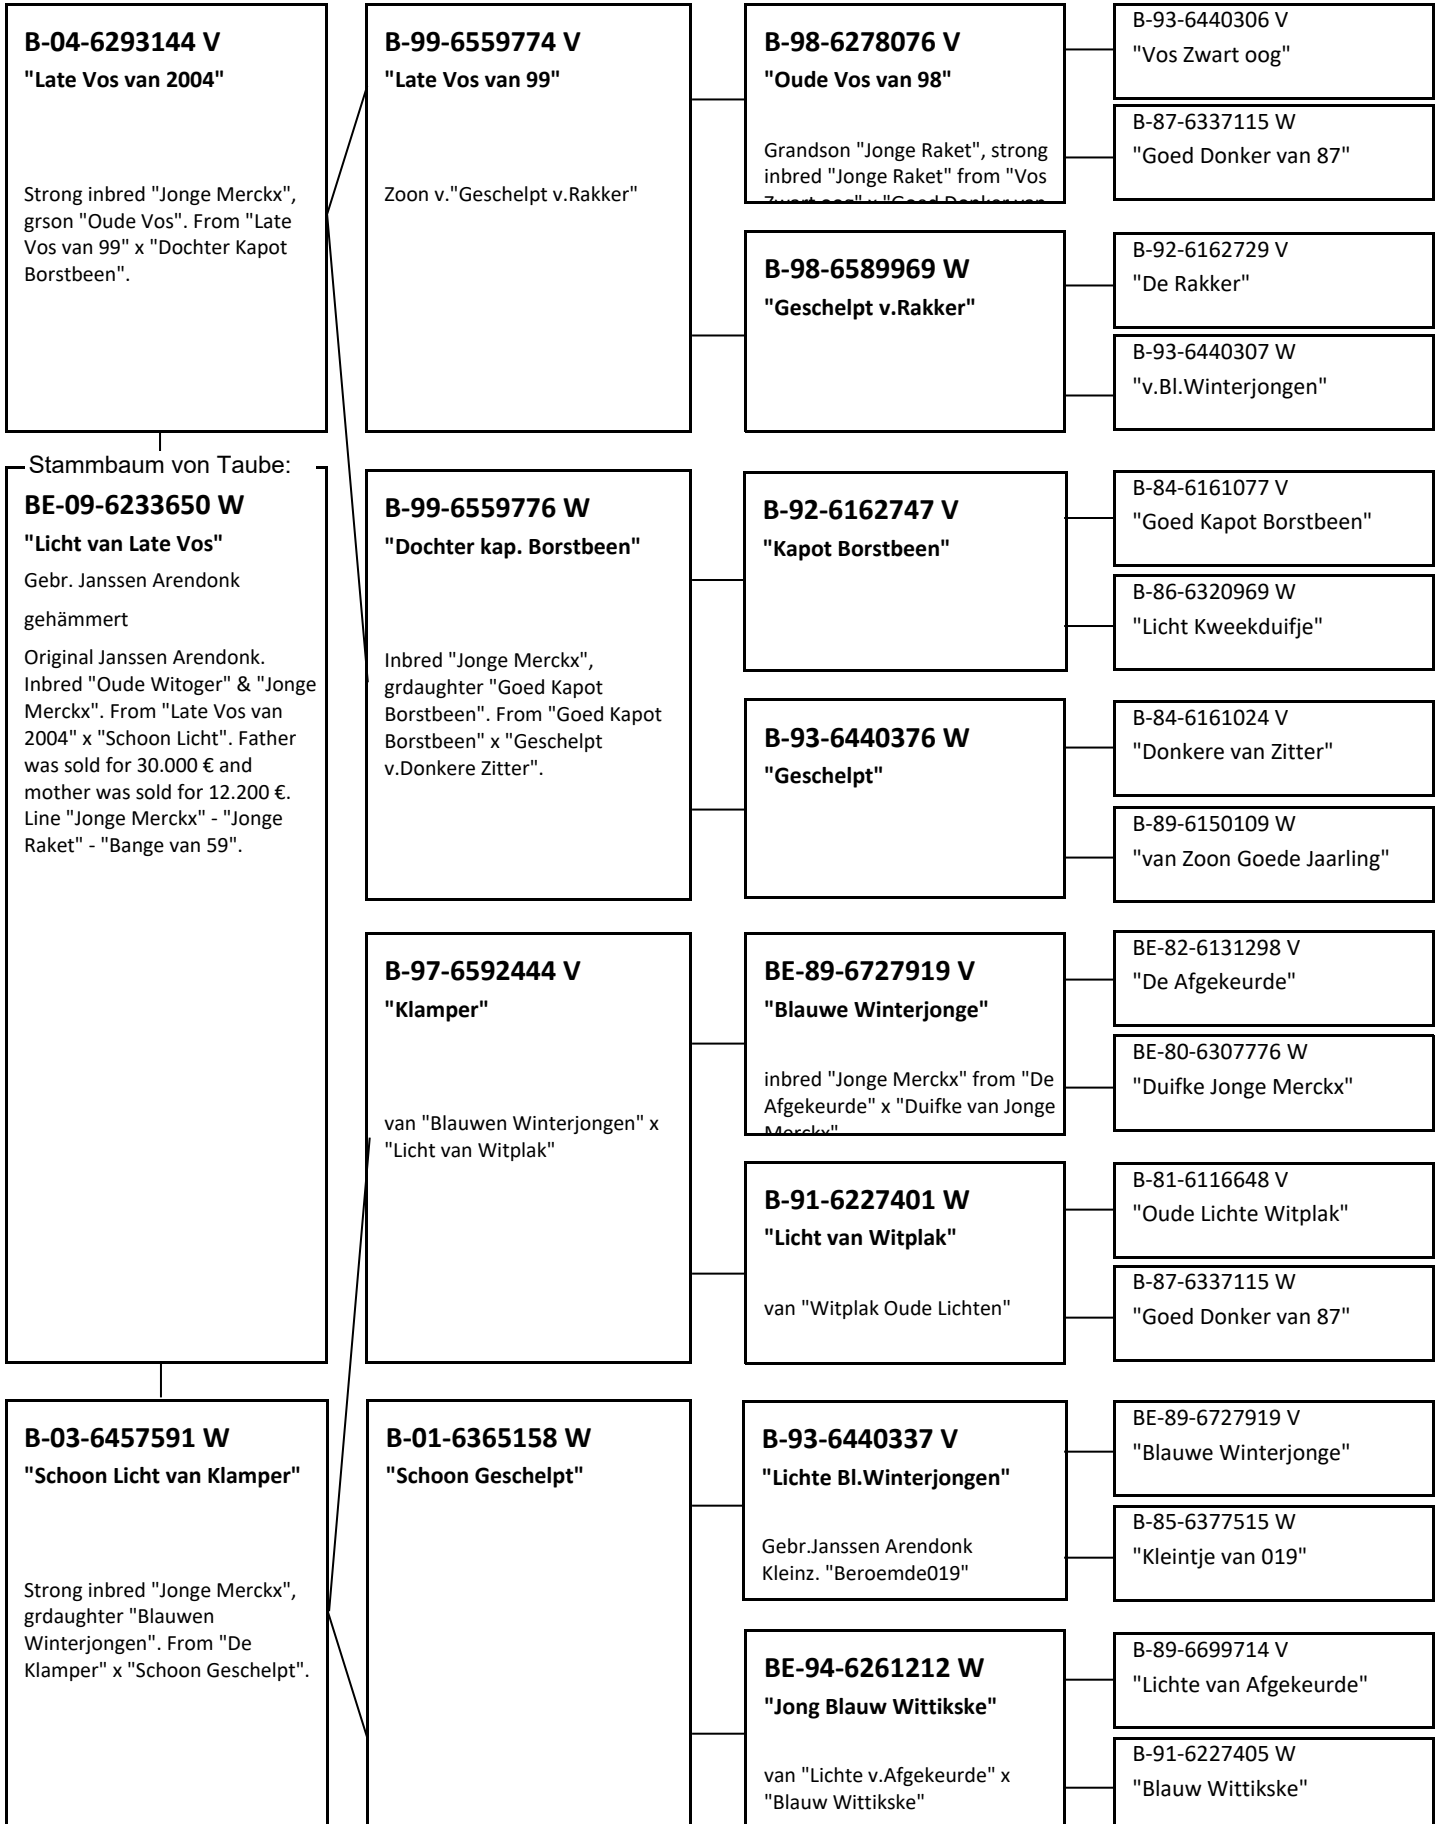 B-04-6293144 V
"Late Vos van 2004"
Strong inbred "Jonge Merckx",
grson "Oude Vos". From "Late
Vos van 99" x "Dochter Kapot
Borstbeen".
Stammbaum von Taube:
BE-09-6233650 W
"Licht van Late Vos"
Gebr. Janssen Arendonk
gehämmert
Original Janssen Arendonk.
Inbred "Oude Witoger" & "Jonge
Merckx". From "Late Vos van
2004" x "Schoon Licht". Father
was sold for 30.000 € and
mother was sold for 12.200 €.
Line "Jonge Merckx" - "Jonge
Raket" - "Bange van 59".
B-03-6457591 W
"Schoon Licht van Klamper"
Strong inbred "Jonge Merckx",
grdaughter "Blauwen
Winterjongen". From "De
Klamper" x "Schoon Geschelpt".
B-99-6559774 V
"Late Vos van 99"
Zoon v."Geschelpt v.Rakker"
B-99-6559776 W
"Dochter kap. Borstbeen"
Inbred "Jonge Merckx",
grdaughter "Goed Kapot
Borstbeen". From "Goed Kapot
Borstbeen" x "Geschelpt
v.Donkere Zitter".
B-97-6592444 V
"Klamper"
van "Blauwen Winterjongen" x
"Licht van Witplak"
B-01-6365158 W
"Schoon Geschelpt"
B-98-6278076 V
"Oude Vos van 98"
Grandson "Jonge Raket", strong
inbred "Jonge Raket" from "Vos
Zwart oog" x "Goed Donker van
B-98-6589969 W
"Geschelpt v.Rakker"
B-92-6162747 V
"Kapot Borstbeen"
B-93-6440376 W
"Geschelpt"
BE-89-6727919 V
"Blauwe Winterjonge"
inbred "Jonge Merckx" from "De
Afgekeurde" x "Duifke van Jonge
Merckx"
B-91-6227401 W
"Licht van Witplak"
van "Witplak Oude Lichten"
B-93-6440337 V
"Lichte Bl.Winterjongen"
Gebr.Janssen Arendonk
Kleinz. "Beroemde019"
BE-94-6261212 W
"Jong Blauw Wittikske"
van "Lichte v.Afgekeurde" x
"Blauw Wittikske"
B-93-6440306 V
"Vos Zwart oog"
B-87-6337115 W
"Goed Donker van 87"
B-92-6162729 V
"De Rakker"
B-93-6440307 W
"v.Bl.Winterjongen"
B-84-6161077 V
"Goed Kapot Borstbeen"
B-86-6320969 W
"Licht Kweekduifje"
B-84-6161024 V
"Donkere van Zitter"
B-89-6150109 W
"van Zoon Goede Jaarling"
BE-82-6131298 V
"De Afgekeurde"
BE-80-6307776 W
"Duifke Jonge Merckx"
B-81-6116648 V
"Oude Lichte Witplak"
B-87-6337115 W
"Goed Donker van 87"
BE-89-6727919 V
"Blauwe Winterjonge"
B-85-6377515 W
"Kleintje van 019"
B-89-6699714 V
"Lichte van Afgekeurde"
B-91-6227405 W
"Blauw Wittikske"